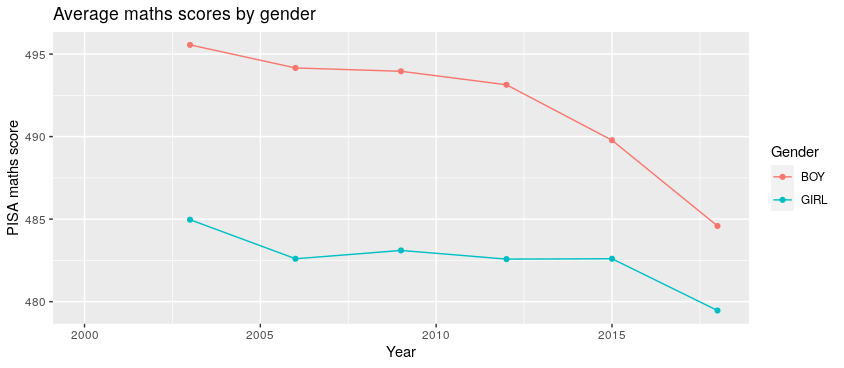 Average maths scores by gender
PISA maths score
495
490
485
480
2000 2005 2010 2015
Year
Gender
BOY
GIRL